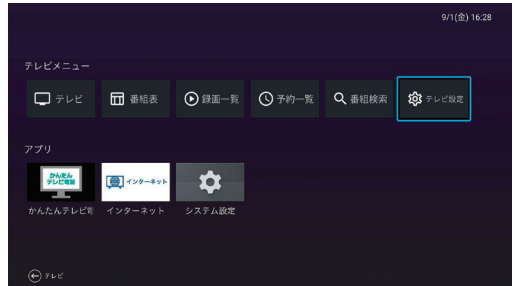 9/1(金) 16:28
テレビメニュー
テレビ
番組表
録画一覧
予約一覧
番組検索
テレビ設定
アプリ
かんたん
テレビ電話
インターネット
かんたんテレビ電
インターネット
システム設定
テレビ